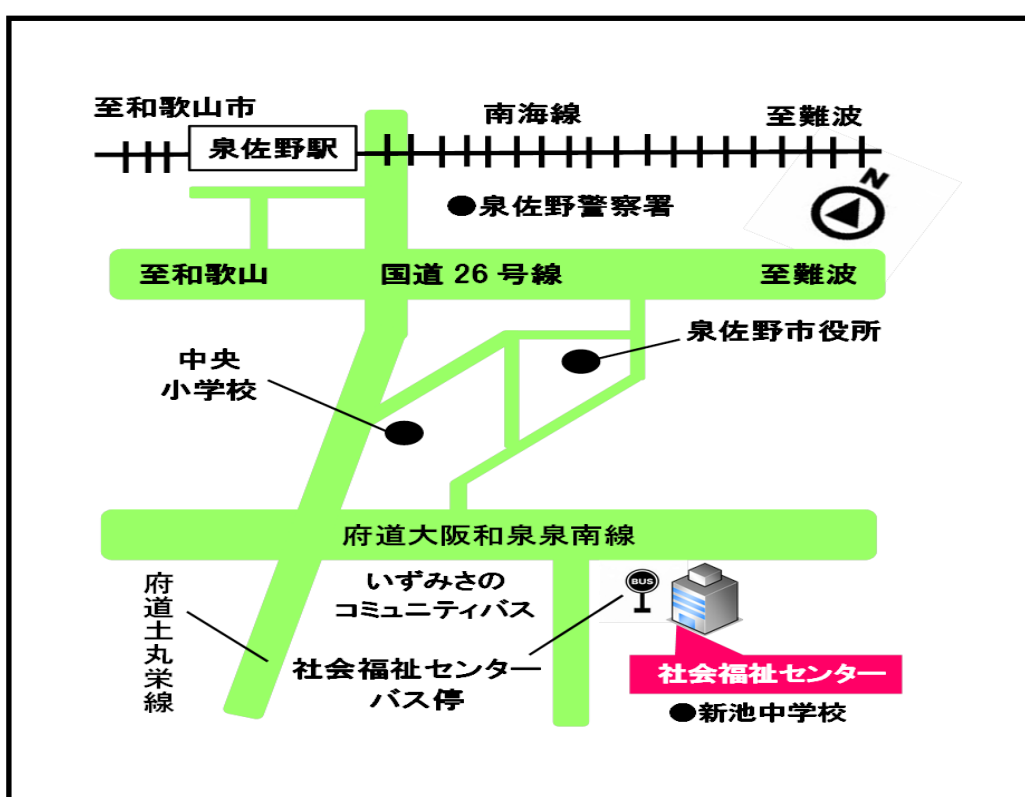 至和歌山市
南海線
至難波
泉佐野駅
N
●泉佐野警察署
至和歌山
国道26号線
至難波
泉佐野市役所
中央
小学校
府道大阪和泉泉南線
府道土丸栄線
いずみさの
コミュニティバス
BUS
社会福祉センター
バス停
社会福祉センター
●新池中学校